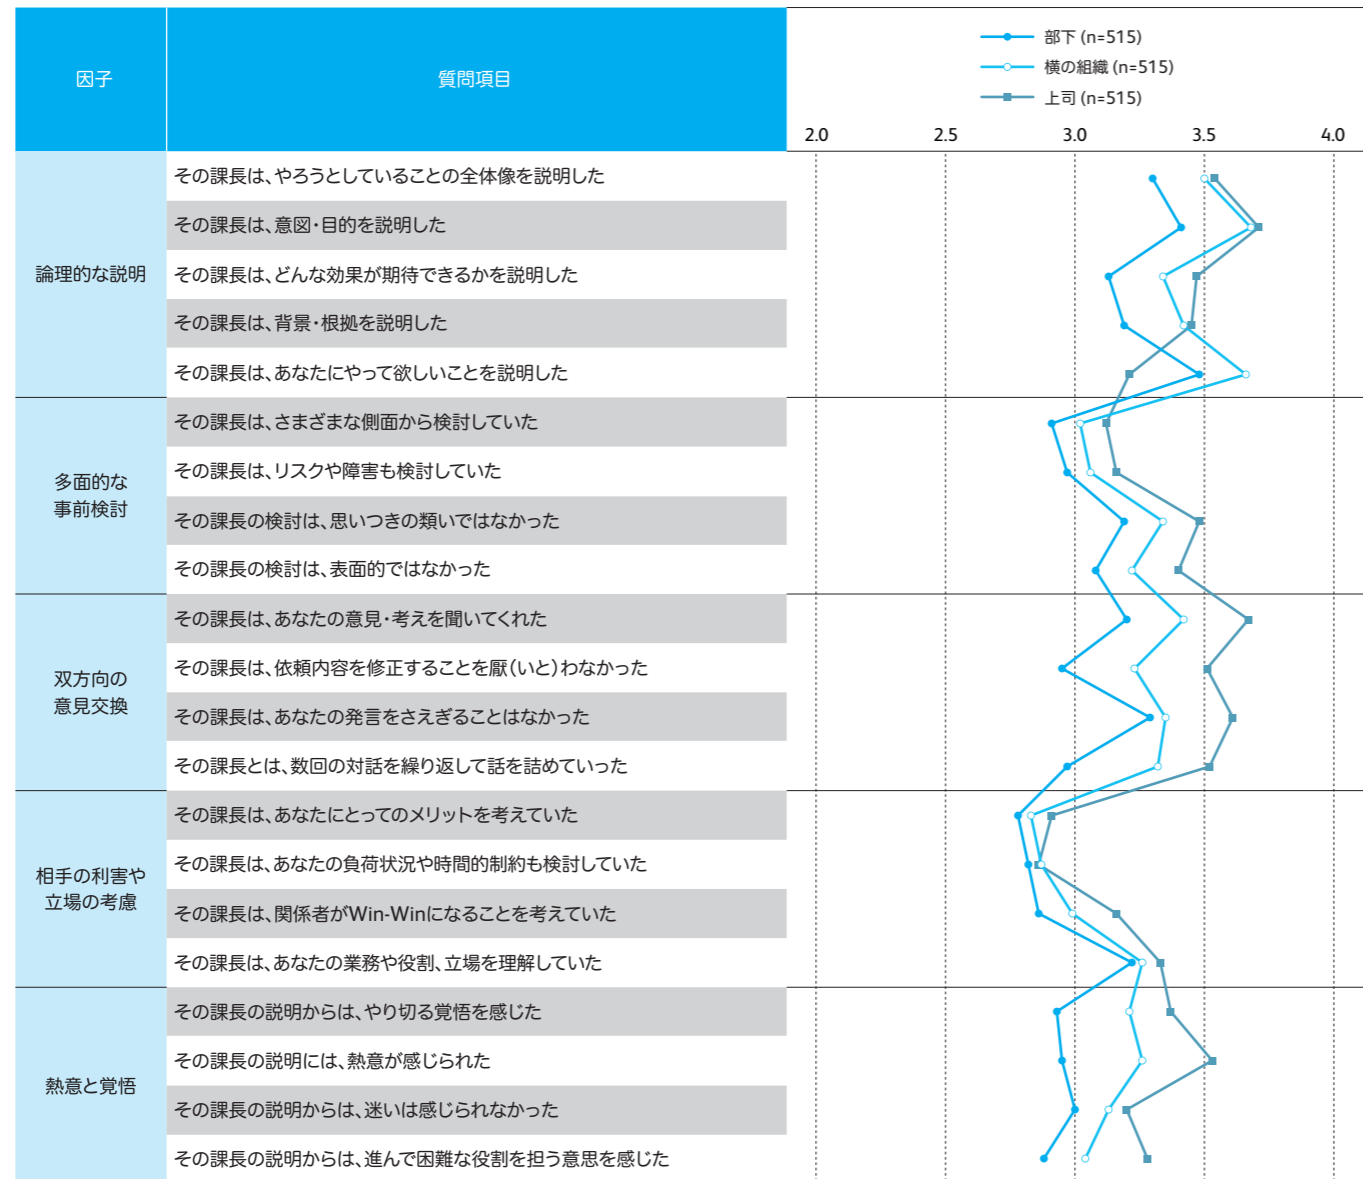 因子
質問項目
部下 (n=515)
横の組織 (n=515)
上司 (n=515)
2.0 2.5 3.0 3.5 4.0
論理的な説明
その課長は、やろうとしていることの全体像を説明した
その課長は、意図・目的を説明した
その課長は、どんな効果が期待できるかを説明した
その課長は、背景・根拠を説明した
その課長は、あなたにやって欲しいことを説明した
多面的な
事前検討
その課長は、さまざまな側面から検討していた
その課長は、リスクや障害も検討していた
その課長の検討は、思いつきの類いではなかった
その課長の検討は、表面的ではなかった
双方向の
意見交換
その課長は、あなたの意見・考えを聞いてくれた
その課長は、依頼内容を修正することを厭(いと)わなかった
その課長は、あなたの発言をさえぎることはなかった
その課長とは、数回の対話を繰り返して話を詰めていった
相手の利害や
立場の考慮
その課長は、あなたにとってのメリットを考えていた
その課長は、あなたの負荷状況や時間的制約も検討していた
その課長は、関係者がWin-Winになることを考えていた
その課長は、あなたの業務や役割、立場を理解していた
熱意と覚悟
その課長の説明からは、やり切る覚悟を感じた
その課長の説明には、熱意が感じられた
その課長の説明からは、迷いは感じられなかった
その課長の説明からは、進んで困難な役割を担う意思を感じた